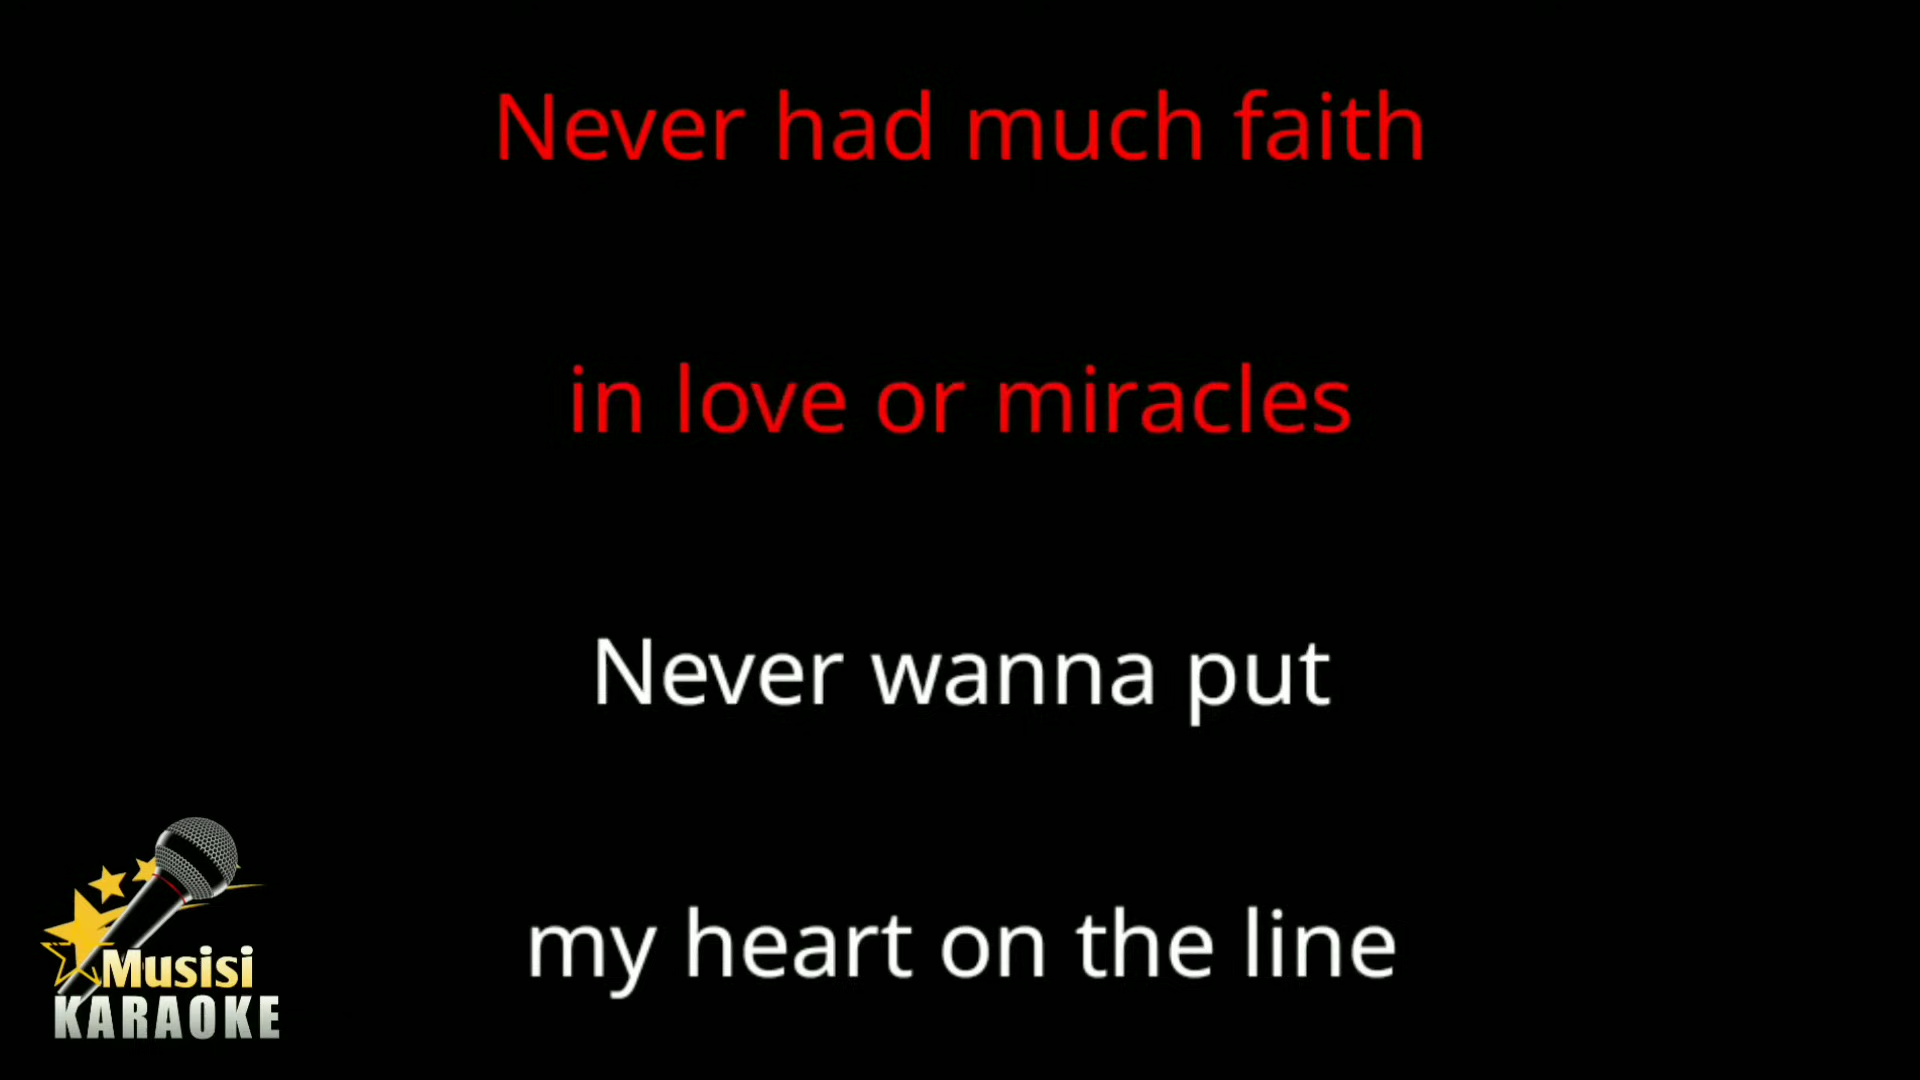 Never had much faith
in love or miracles
Never wanna put
my heart on the line
Musisi
KARAOKE